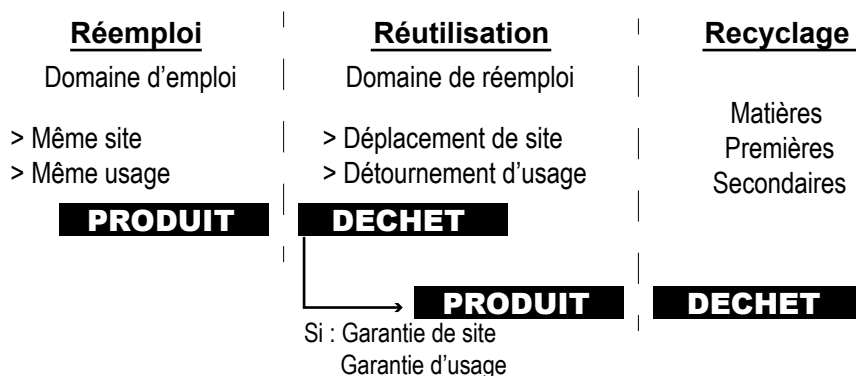 Réemploi
Domaine d’emploi
> Même site
> Même usage
PRODUIT
Réutilisation
Domaine de réemploi
> Déplacement de site
> Détournement d’usage
DECHET
PRODUIT
Si : Garantie de site
Garantie d’usage
Recyclage
Matières
Premières
Secondaires
DECHET